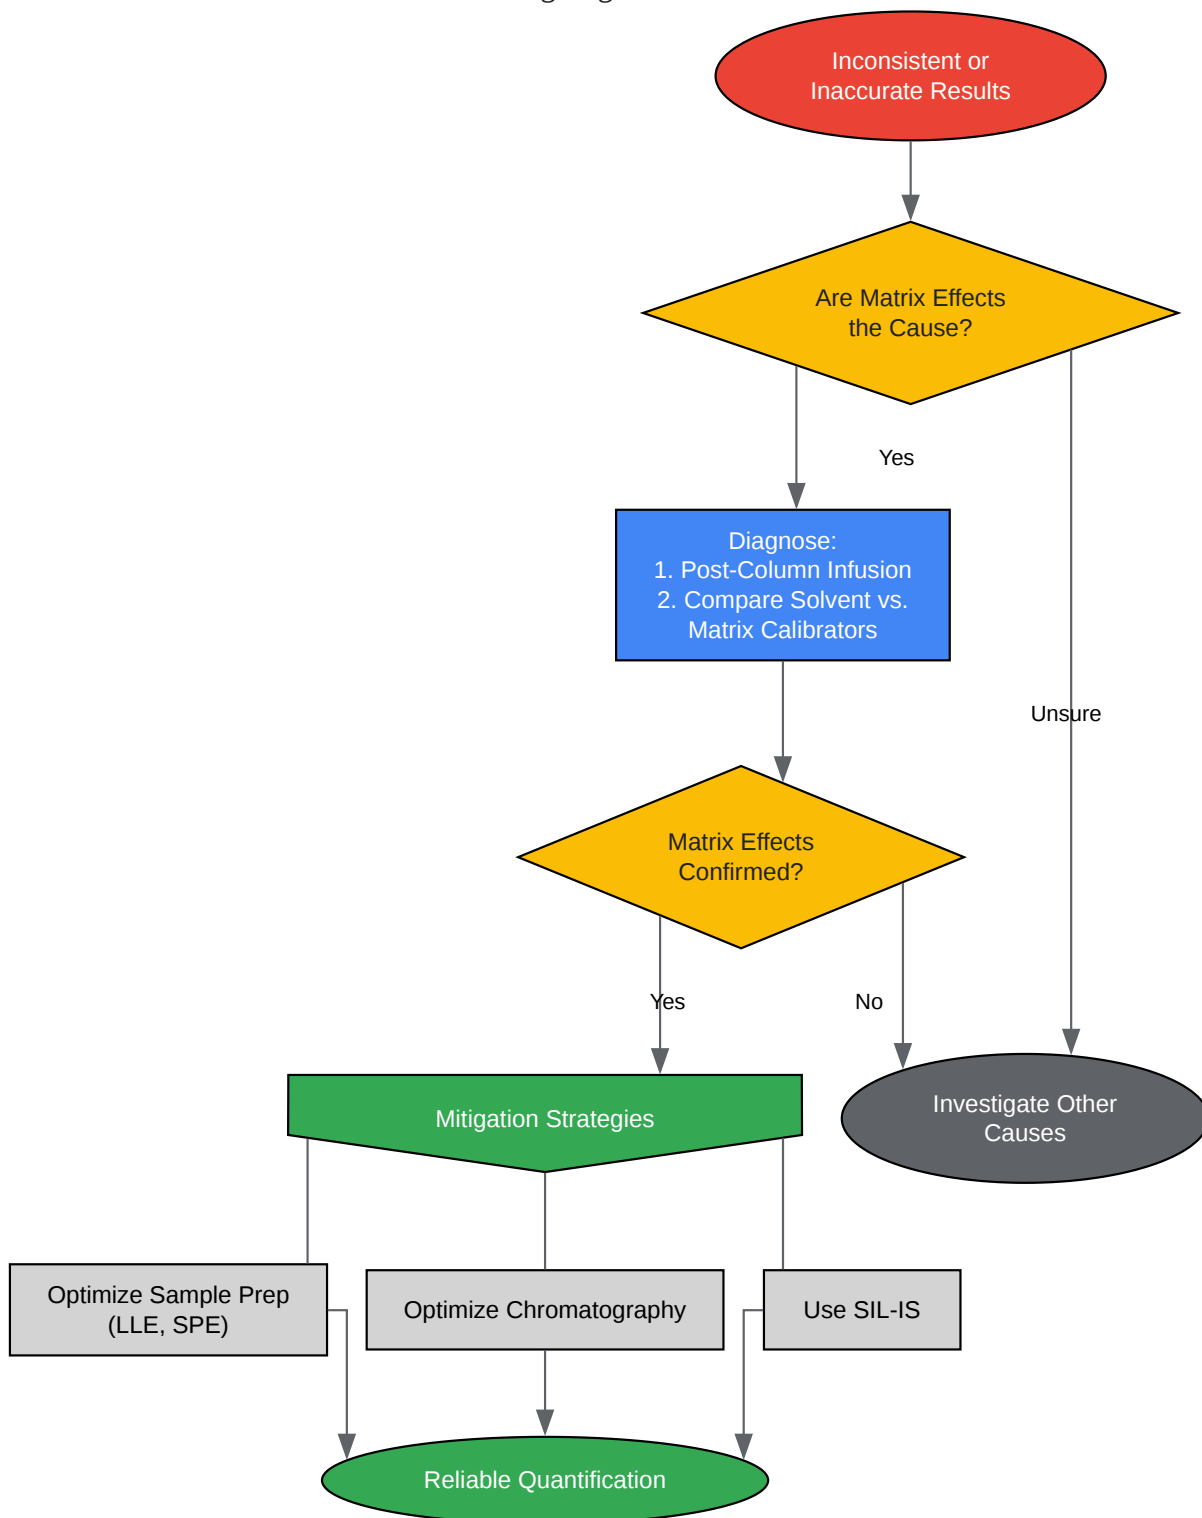 Inconsistent or
Inaccurate Results
Are Matrix Effects
the Cause?
Yes
Diagnose:
1. Post-Column Infusion
2. Compare Solvent vs.
Matrix Calibrators
Unsure
Matrix Effects
Confirmed?
Yes
No
Mitigation Strategies
Investigate Other
Causes
Optimize Sample Prep
(LLE, SPE)
Optimize Chromatography
Use SIL-IS
Reliable Quantification